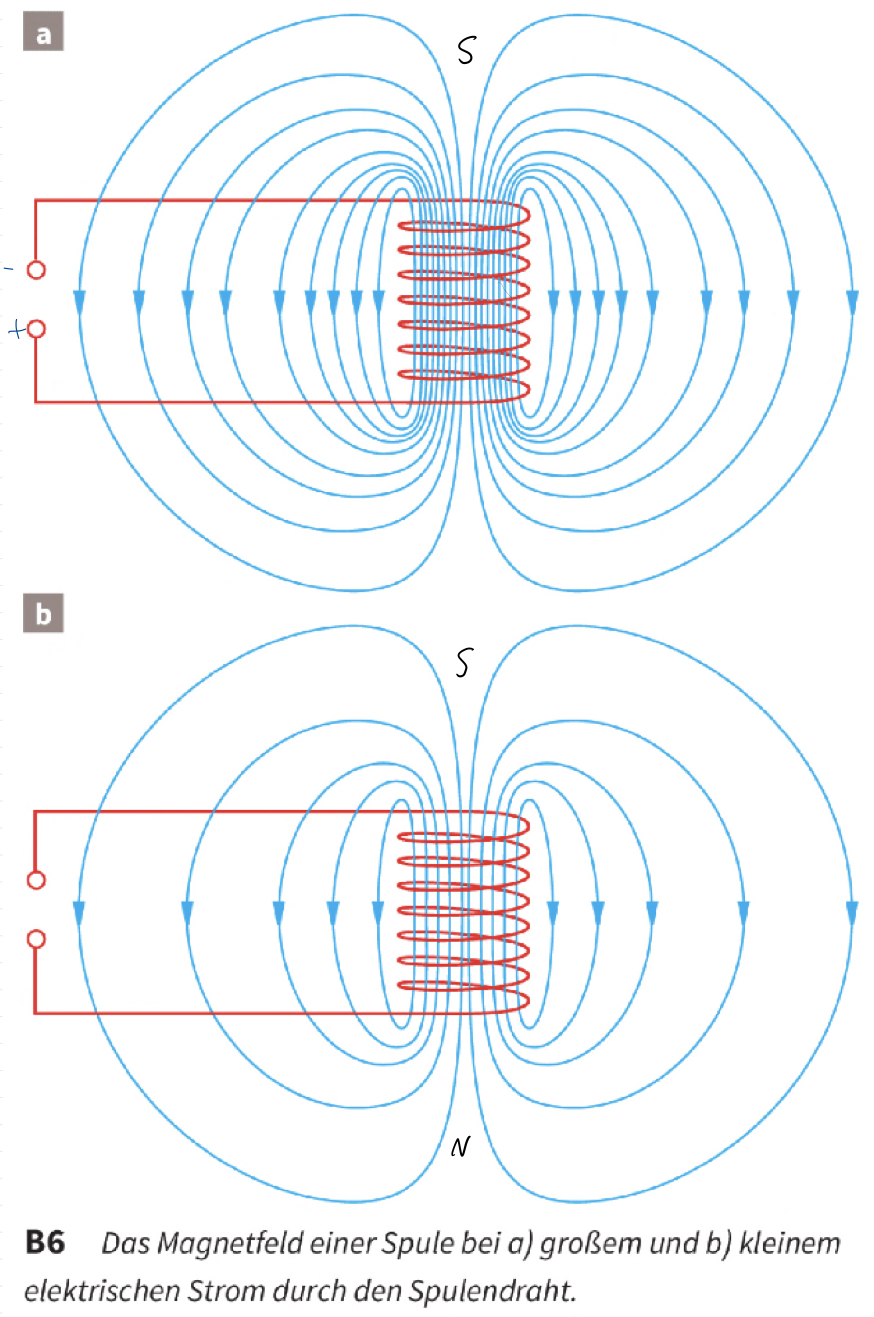 a
S
-
+
b
S
N
B6 Das Magnetfeld einer Spule bei a) großem und b) kleinem
elektrischen Strom durch den Spulendraht.